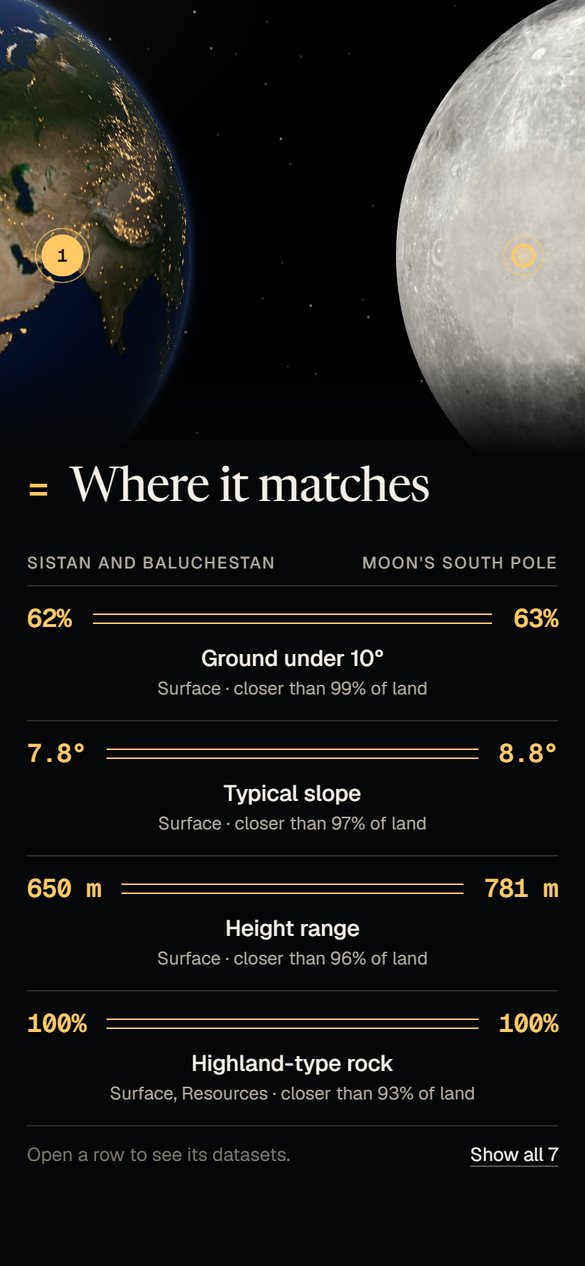 1
= Where it matches
SISTAN AND BALUCHESTAN MOON'S SOUTH POLE
62% 63%
Ground under 10°
Surface · closer than 99% of land
7.8° 8.8°
Typical slope
Surface · closer than 97% of land
650 m 781 m
Height range
Surface · closer than 96% of land
100% 100%
Highland-type rock
Surface, Resources · closer than 93% of land
Open a row to see its datasets. Show all 7